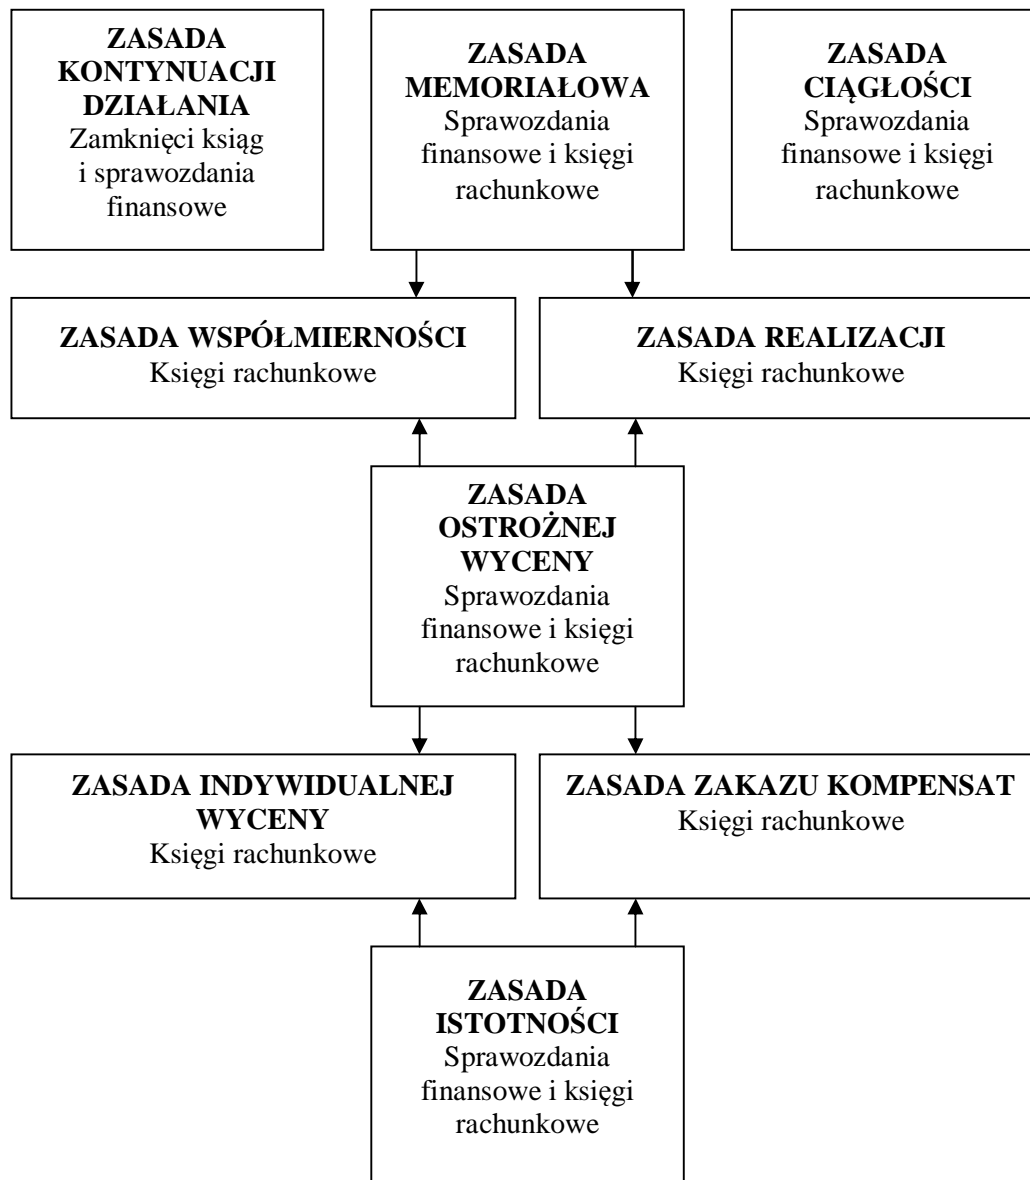 ZASADA
KONTYNUACJI
DZIAŁANIA
Zamknięci ksiąg
i sprawozdania
finansowe
ZASADA
MEMORIAŁOWA
Sprawozdania
finansowe i księgi
rachunkowe
ZASADA
CIĄGŁOŚCI
Sprawozdania
finansowe i księgi
rachunkowe
ZASADA WSPÓŁMIERNOŚCI
Księgi rachunkowe
ZASADA REALIZACJI
Księgi rachunkowe
ZASADA
OSTROŻNEJ
WYCENY
Sprawozdania
finansowe i księgi
rachunkowe
ZASADA INDYWIDUALNEJ
WYCENY
Księgi rachunkowe
ZASADA ZAKAZU KOMPENSAT
Księgi rachunkowe
ZASADA
ISTOTNOŚCI
Sprawozdania
finansowe i księgi
rachunkowe